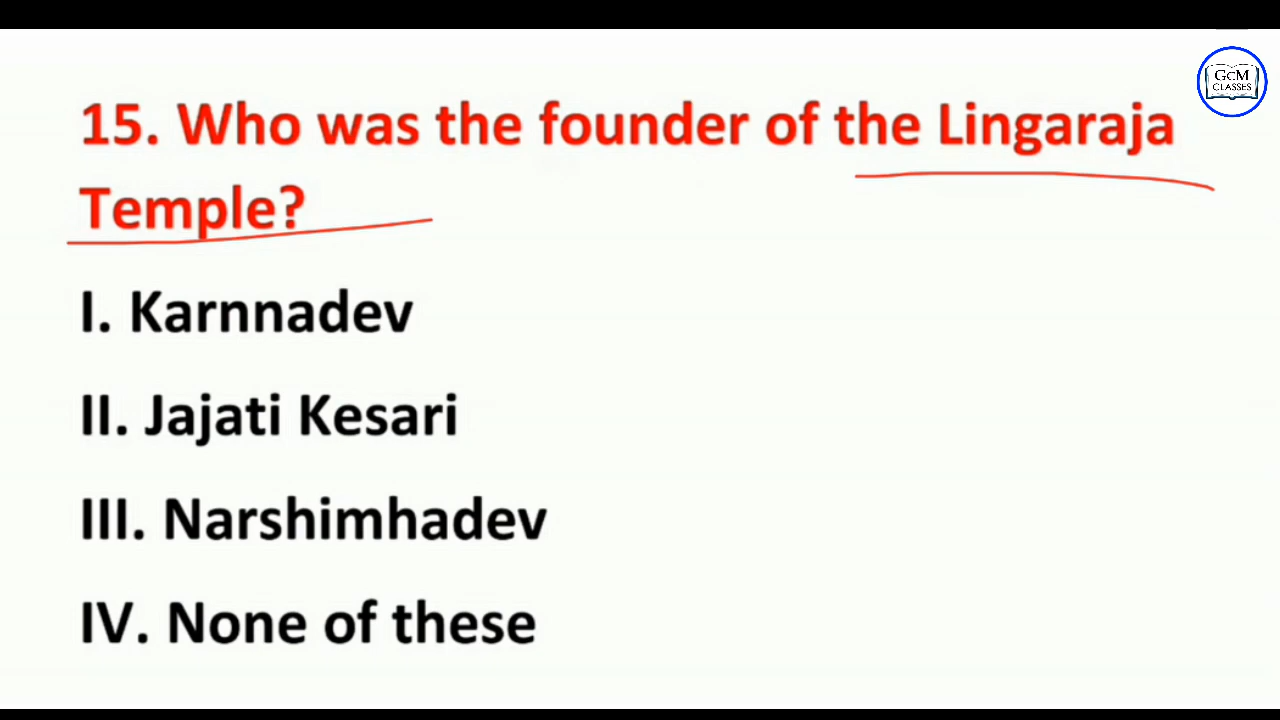 GCM
CLASSES
15. Who was the founder of the Lingaraja
Temple?
I. Karnnadev
II. Jajati Kesari
III. Narshimhadev
IV. None of these